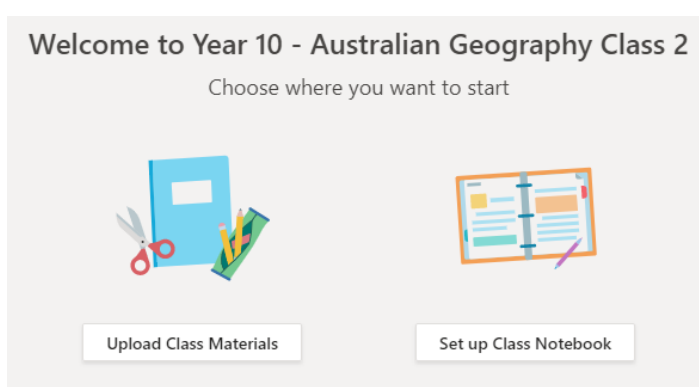 Welcome to Year 10 - Australian Geography Class 2
Choose where you want to start
Upload Class Materials
Set up Class Notebook